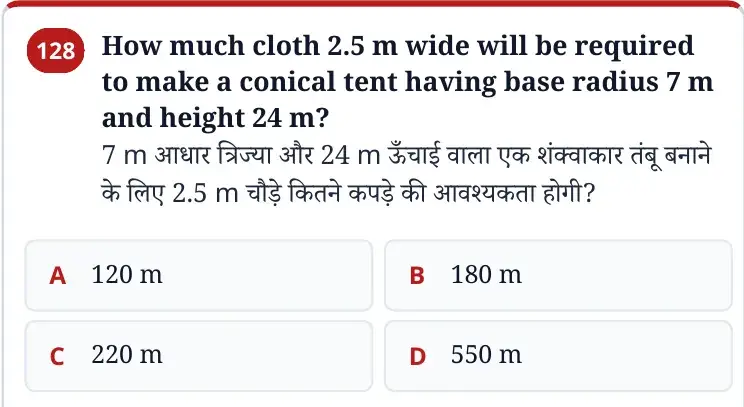 128 How much cloth 2.5 m wide will be required
to make a conical tent having base radius 7 m
and height 24 m?
7 m आधार त्रिज्या और 24 m ऊँचाई वाला एक शंक्वाकार तंबू बनाने
के लिए 2.5 m चौड़े कितने कपड़े की आवश्यकता होगी?
A 120 m
B 180 m
C 220 m
D 550 m